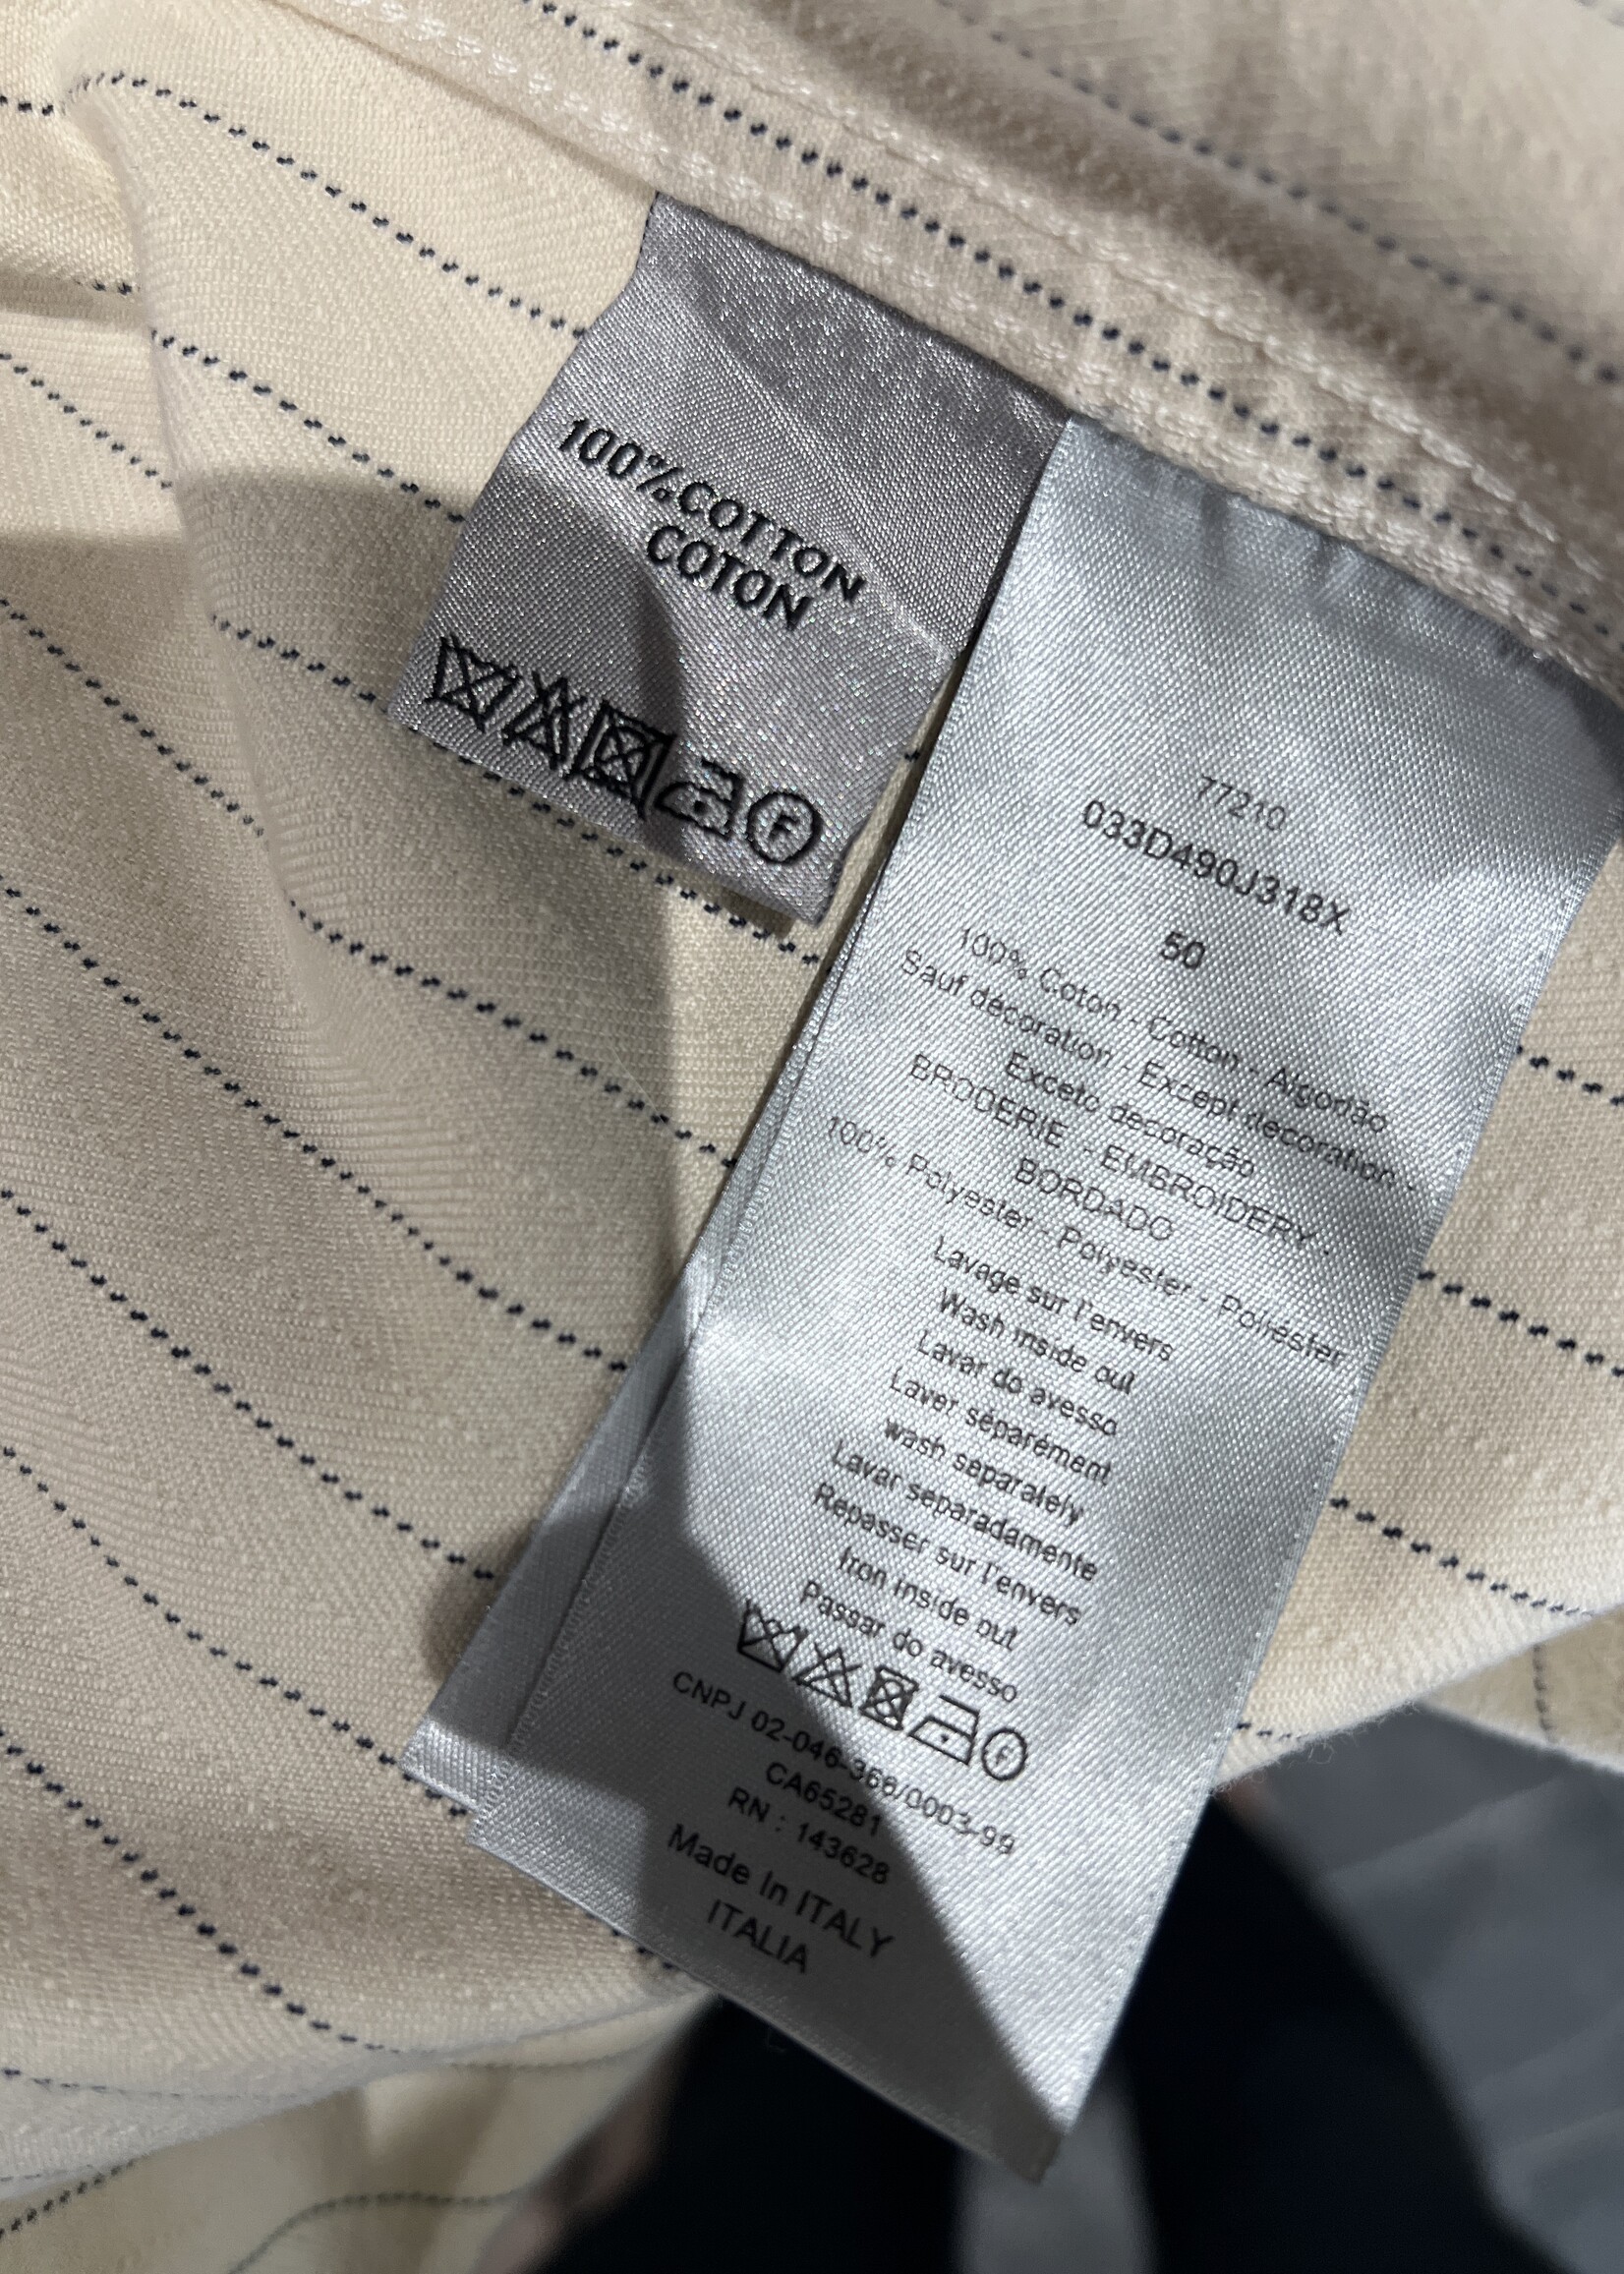 100% COTTON
COTON
F
77210
033D490J318X
50
100% Coton - Cotton - Algodão
Sauf décoration - Except decoration -
Exceto decoração
BRODERIE - EMBROIDERY -
BORDADO
100% Polyester - Polyester - Poliéster
Lavage sur l'envers
Wash inside out
Lavar do avesso
Laver séparément
wash separately
Lavar separadamente
Repasser sur l'envers
Iron inside out
Passar do avesso
F
CNPJ 02-046-366/0003-99
CA65281
RN : 143628
Made In ITALY
ITALIA